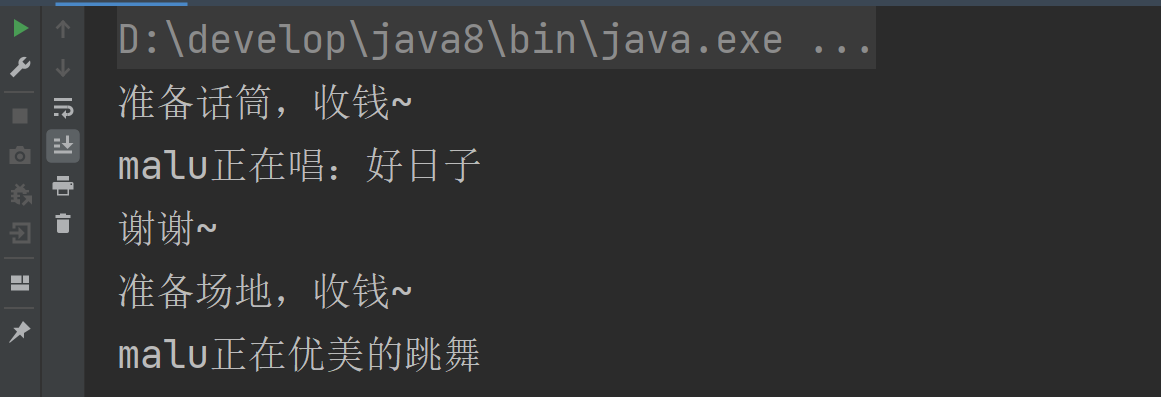 D:\develop\java8\bin\java.exe ...
准备话筒，收钱~
malu正在唱：好日子
谢谢~
准备场地，收钱~
malu正在优美的跳舞